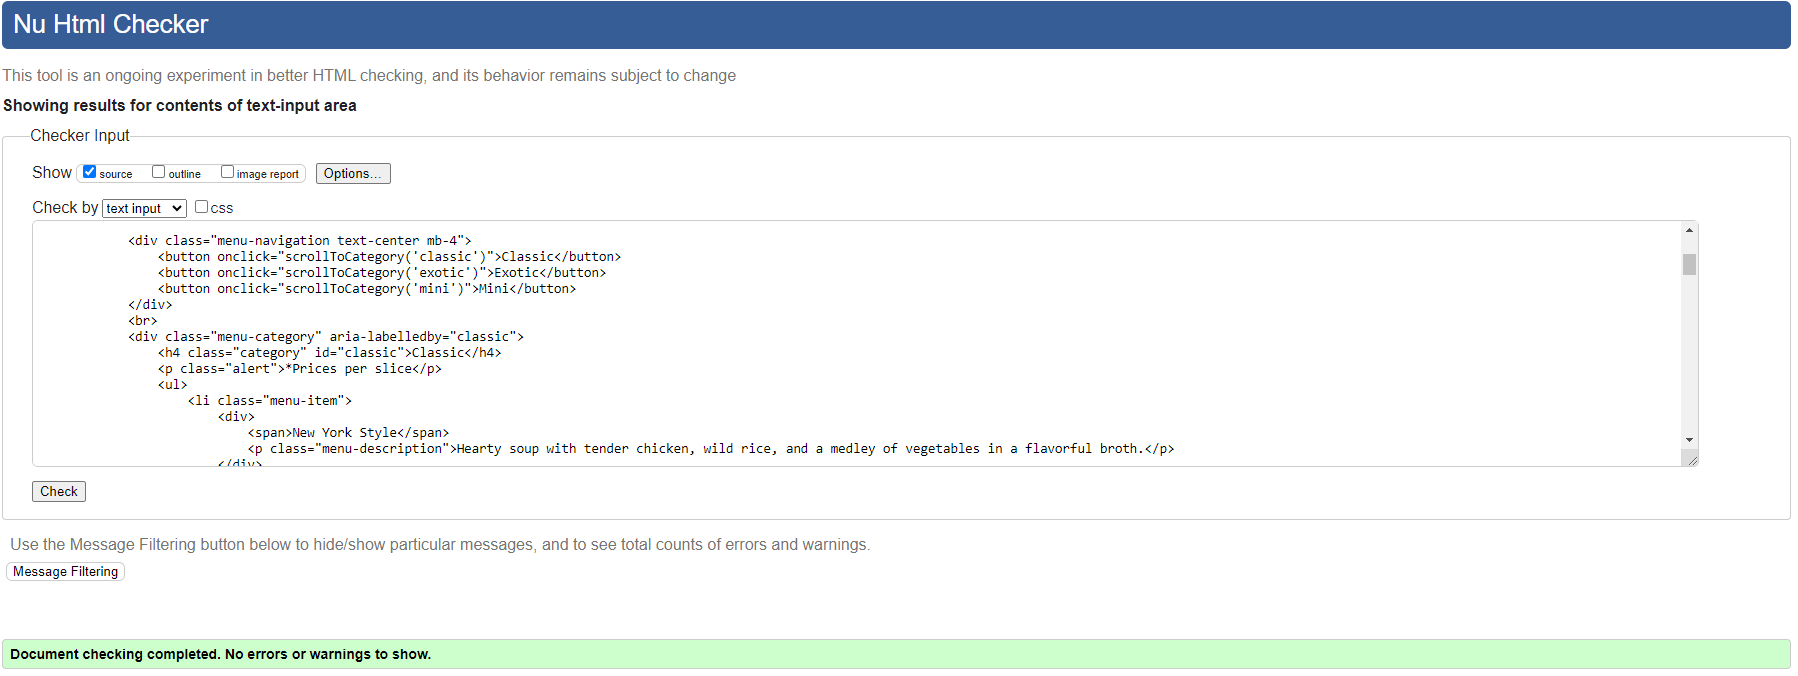 Nu Html Checker
This tool is an ongoing experiment in better HTML checking, and its behavior remains subject to change
Showing results for contents of text-input area
Checker Input
Show source outline image report Options...
Check by text input css
<div class="menu-navigation text-center mb-4">
<button onclick="scrollToCategory('classic')">Classic</button>
<button onclick="scrollToCategory('exotic')">Exotic</button>
<button onclick="scrollToCategory('mini')">Mini</button>
</div>
<br>
<div class="menu-category" aria-labelledby="classic">
<h4 class="category" id="classic">Classic</h4>
<p class="alert">*Prices per slice</p>
<ul>
<li class="menu-item">
<div>
<span>New York Style</span>
<p class="menu-description">Hearty soup with tender chicken, wild rice, and a medley of vegetables in a flavorful broth.</p>
</div>
Check
Use the Message Filtering button below to hide/show particular messages, and to see total counts of errors and warnings.
Message Filtering
Document checking completed. No errors or warnings to show.